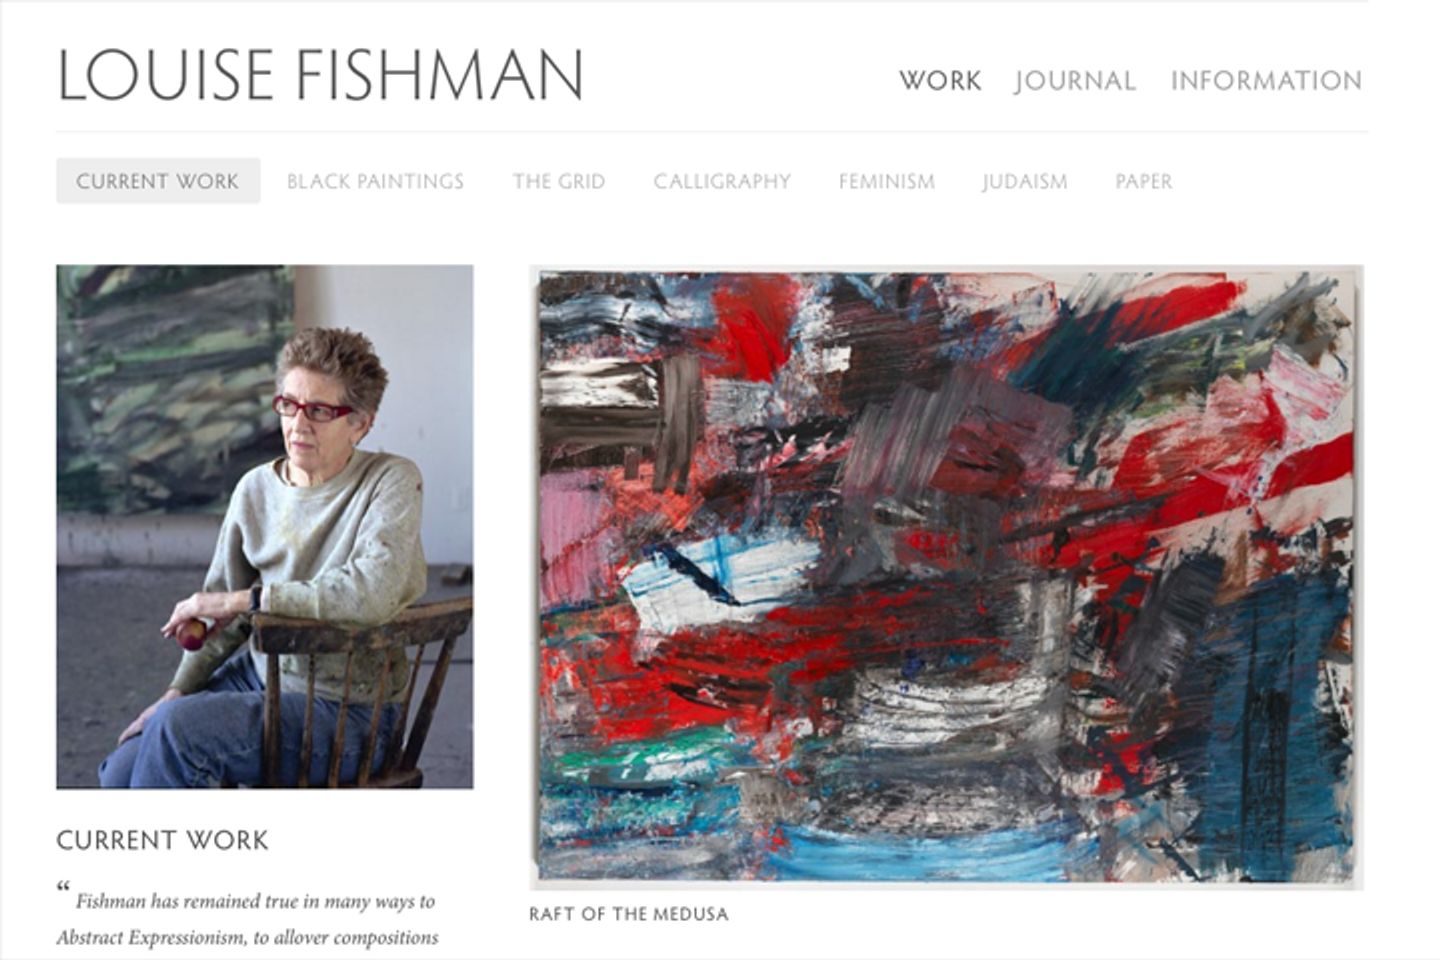 LOUISE FISHMAN
WORK JOURNAL INFORMATION
CURRENT WORK BLACK PAINTINGS THE GRID CALLIGRAPHY FEMINISM JUDAISM PAPER
CURRENT WORK
“ Fishman has remained true in many ways to
Abstract Expressionism, to allover compositions
RAFT OF THE MEDUSA